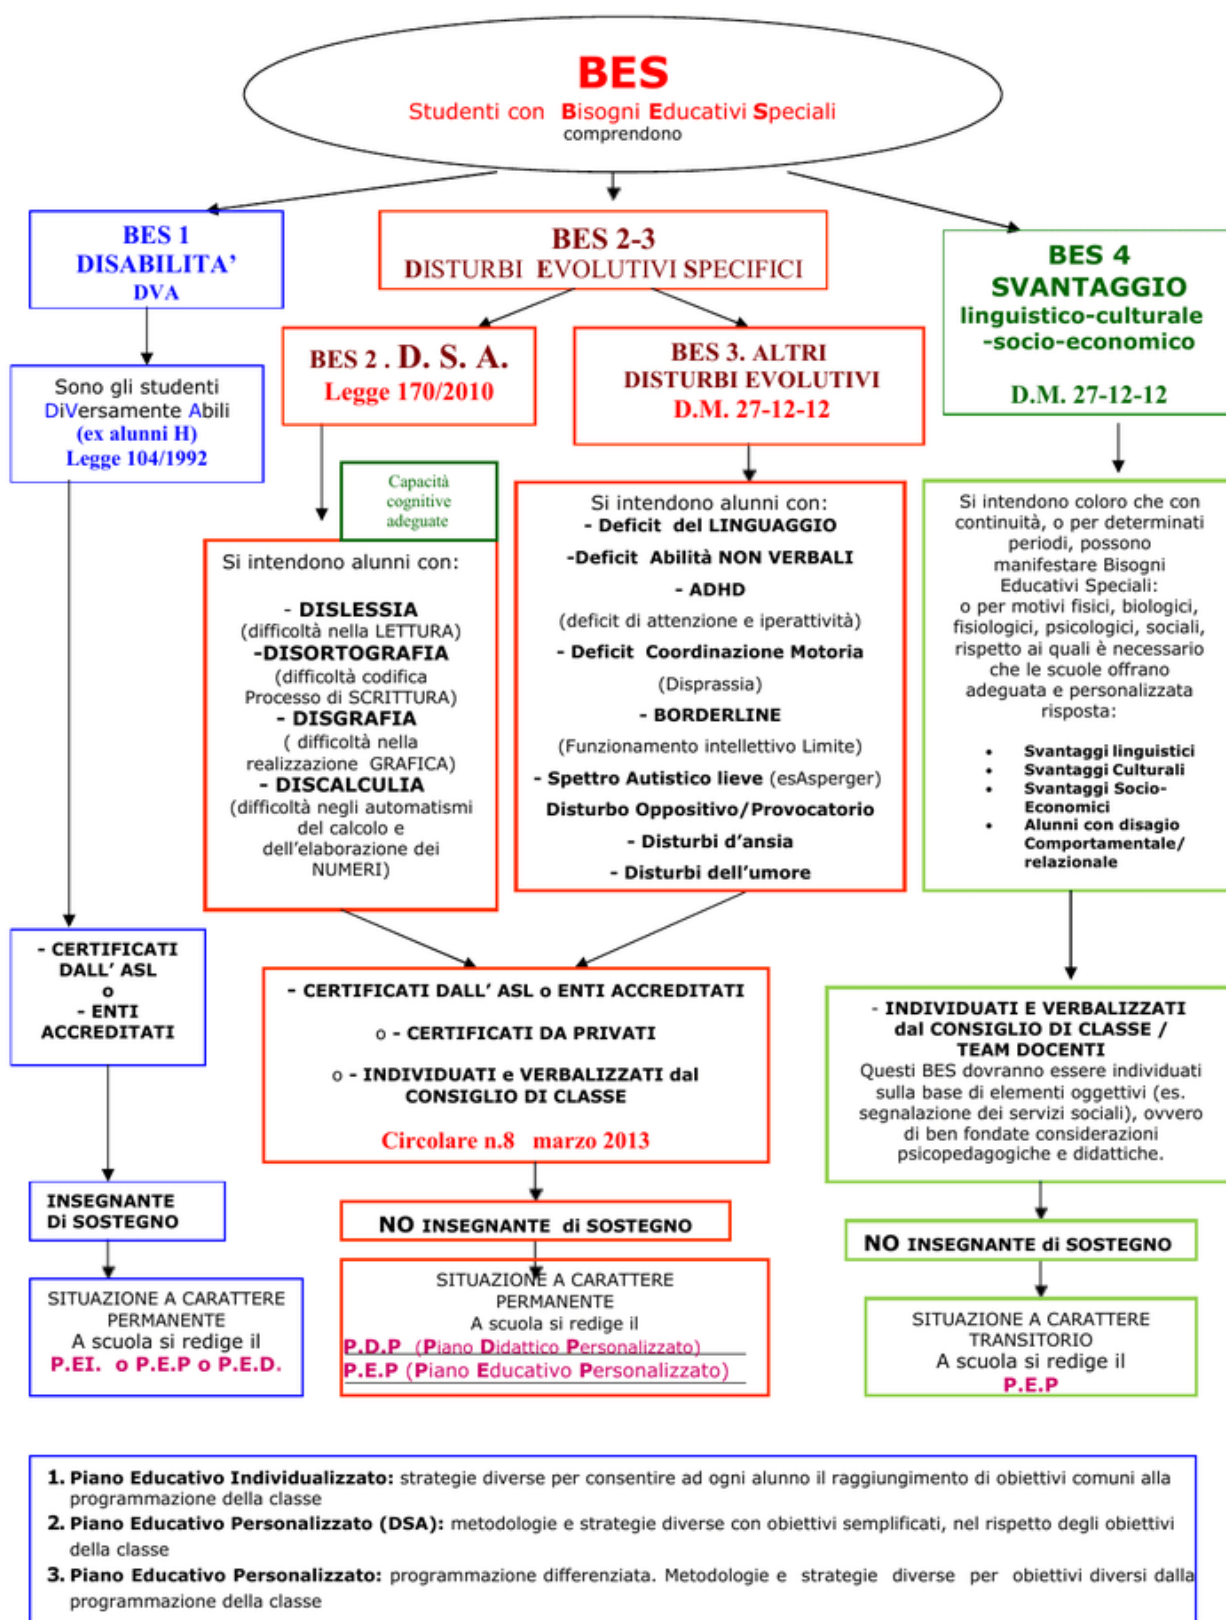 BES
Studenti con Bisogni Educativi Speciali
comprendono
BES 1
DISABILITA’
DVA
BES 2-3
DISTURBI EVOLUTIVI SPECIFICI
BES 4
SVANTAGGIO
linguistico-culturale
-socio-economico
D.M. 27-12-12
BES 2 . D. S. A.
Legge 170/2010
BES 3. ALTRI
DISTURBI EVOLUTIVI
D.M. 27-12-12
Sono gli studenti
DiVersamente Abili
(ex alunni H)
Legge 104/1992
Capacità
cognitive
adeguate
Si intendono alunni con:
- DISLESSIA
(difficoltà nella LETTURA)
-DISORTOGRAFIA
(difficoltà codifica
Processo di SCRITTURA)
- DISGRAFIA
( difficoltà nella
realizzazione GRAFICA)
- DISCALCULIA
(difficoltà negli automatismi
del calcolo e
dell’elaborazione dei
NUMERI)
Si intendono alunni con:
- Deficit del LINGUAGGIO
-Deficit Abilità NON VERBALI
- ADHD
(deficit di attenzione e iperattività)
- Deficit Coordinazione Motoria
(Disprassia)
- BORDERLINE
(Funzionamento intellettivo Limite)
- Spettro Autistico lieve (esAsperger)
Disturbo Oppositivo/Provocatorio
- Disturbi d’ansia
- Disturbi dell’umore
Si intendono coloro che con
continuità, o per determinati
periodi, possono
manifestare Bisogni
Educativi Speciali:
o per motivi fisici, biologici,
fisiologici, psicologici, sociali,
rispetto ai quali è necessario
che le scuole offrano
adeguata e personalizzata
risposta:
• Svantaggi linguistici
• Svantaggi Culturali
• Svantaggi Socio-
Economici
• Alunni con disagio
Comportamentale/
relazionale
- CERTIFICATI
DALL’ ASL
o
- ENTI
ACCREDITATI
- CERTIFICATI DALL’ ASL o ENTI ACCREDITATI
o - CERTIFICATI DA PRIVATI
o - INDIVIDUATI e VERBALIZZATI dal
CONSIGLIO DI CLASSE
Circolare n.8 marzo 2013
- INDIVIDUATI E VERBALIZZATI
dal CONSIGLIO DI CLASSE /
TEAM DOCENTI
Questi BES dovranno essere individuati
sulla base di elementi oggettivi (es.
segnalazione dei servizi sociali), ovvero
di ben fondate considerazioni
psicopedagogiche e didattiche.
INSEGNANTE
Di SOSTEGNO
NO INSEGNANTE di SOSTEGNO
NO INSEGNANTE di SOSTEGNO
SITUAZIONE A CARATTERE
PERMANENTE
A scuola si redige il
P.EI. o P.E.P o P.E.D.
SITUAZIONE A CARATTERE
PERMANENTE
A scuola si redige il
P.D.P (Piano Didattico Personalizzato)
P.E.P (Piano Educativo Personalizzato)
SITUAZIONE A CARATTERE
TRANSITORIO
A scuola si redige il
P.E.P
1. Piano Educativo Individualizzato: strategie diverse per consentire ad ogni alunno il raggiungimento di obiettivi comuni alla
programmazione della classe
2. Piano Educativo Personalizzato (DSA): metodologie e strategie diverse con obiettivi semplificati, nel rispetto degli obiettivi
della classe
3. Piano Educativo Personalizzato: programmazione differenziata. Metodologie e strategie diverse per obiettivi diversi dalla
programmazione della classe